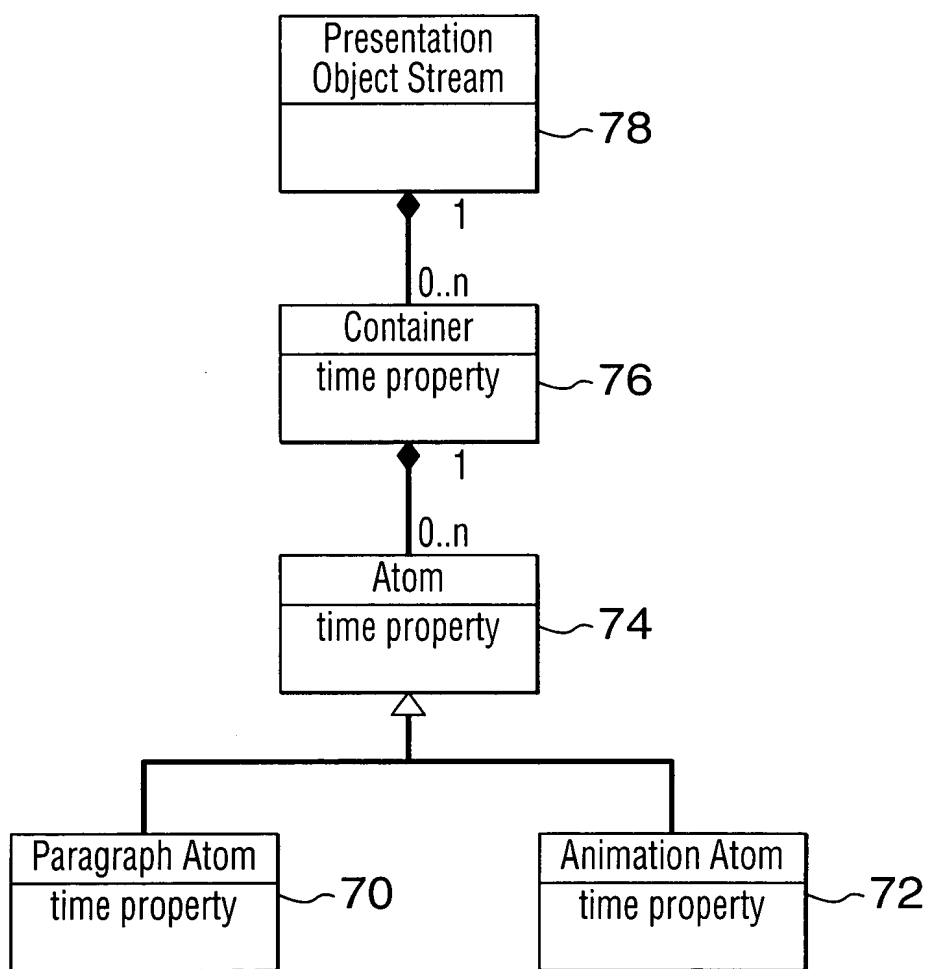 Presentation
Object Stream
78
1
0..n
Container
time property
76
1
0..n
Atom
time property
74
Paragraph Atom
time property
70
Animation Atom
time property
72